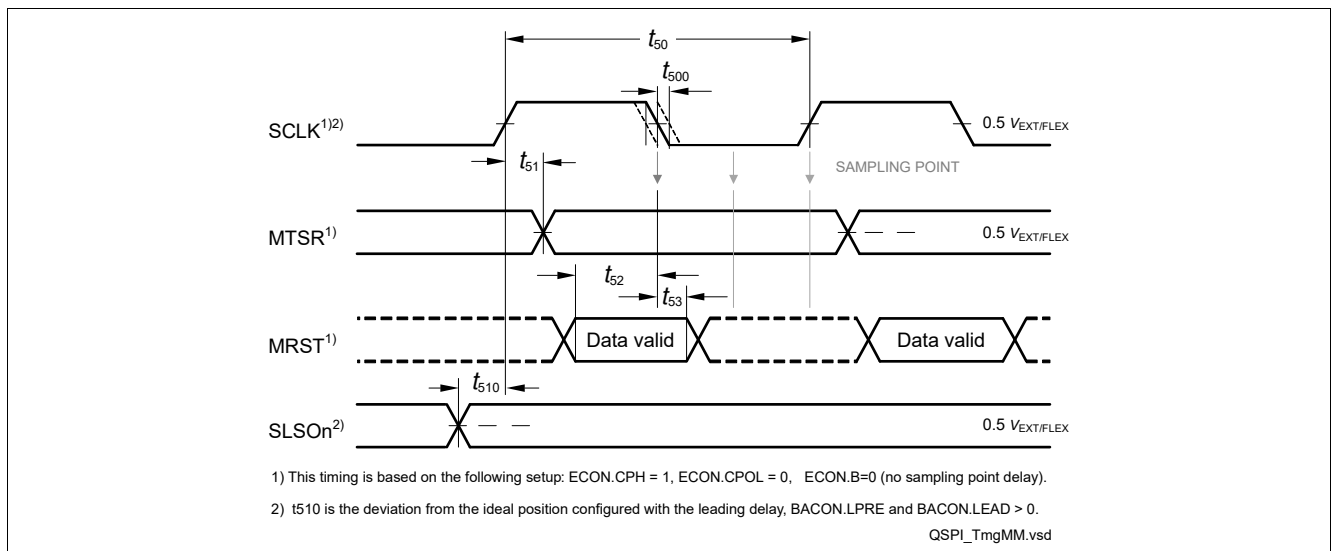 t50
t500
SCLK1)2)
0.5 VEXT/FLEX
t51
SAMPLING POINT
MTSR1)
0.5 VEXT/FLEX
t52
t53
MRST1)
Data valid
Data valid
t510
SLSOn2)
0.5 VEXT/FLEX
1) This timing is based on the following setup: ECON.CPH = 1, ECON.CPOL = 0, ECON.B=0 (no sampling point delay).
2) t510 is the deviation from the ideal position configured with the leading delay, BACON.LPRE and BACON.LEAD > 0.
QSPI_TmgMM.vsd